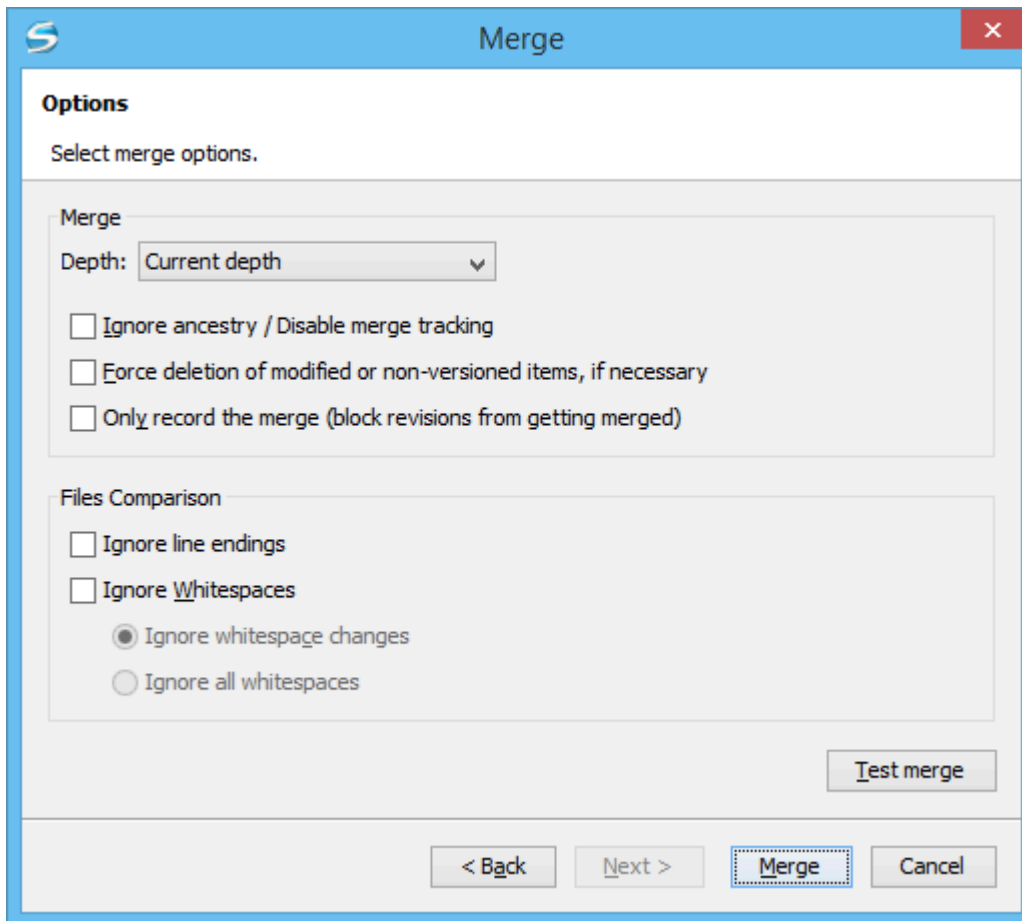 Merge
Options
Select merge options.
Merge
Depth: Current depth
Ignore ancestry / Disable merge tracking
Force deletion of modified or non-versioned items, if necessary
Only record the merge (block revisions from getting merged)
Files Comparison
Ignore line endings
Ignore Whitespaces
Ignore whitespace changes
Ignore all whitespaces
Test merge
< Back Next > Merge Cancel